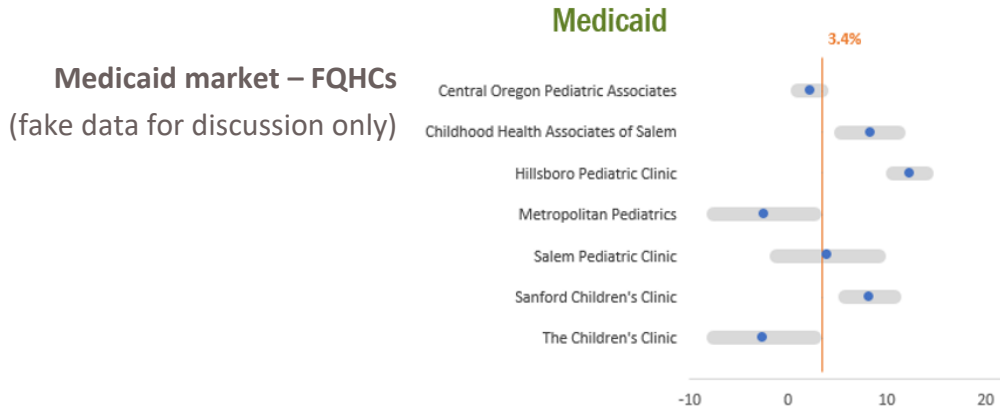 Medicaid
3.4%
Medicaid market – FQHCs
(fake data for discussion only)
Central Oregon Pediatric Associates
Childhood Health Associates of Salem
Hillsboro Pediatric Clinic
Metropolitan Pediatrics
Salem Pediatric Clinic
Sanford Children's Clinic
The Children's Clinic
-10 0 10 20